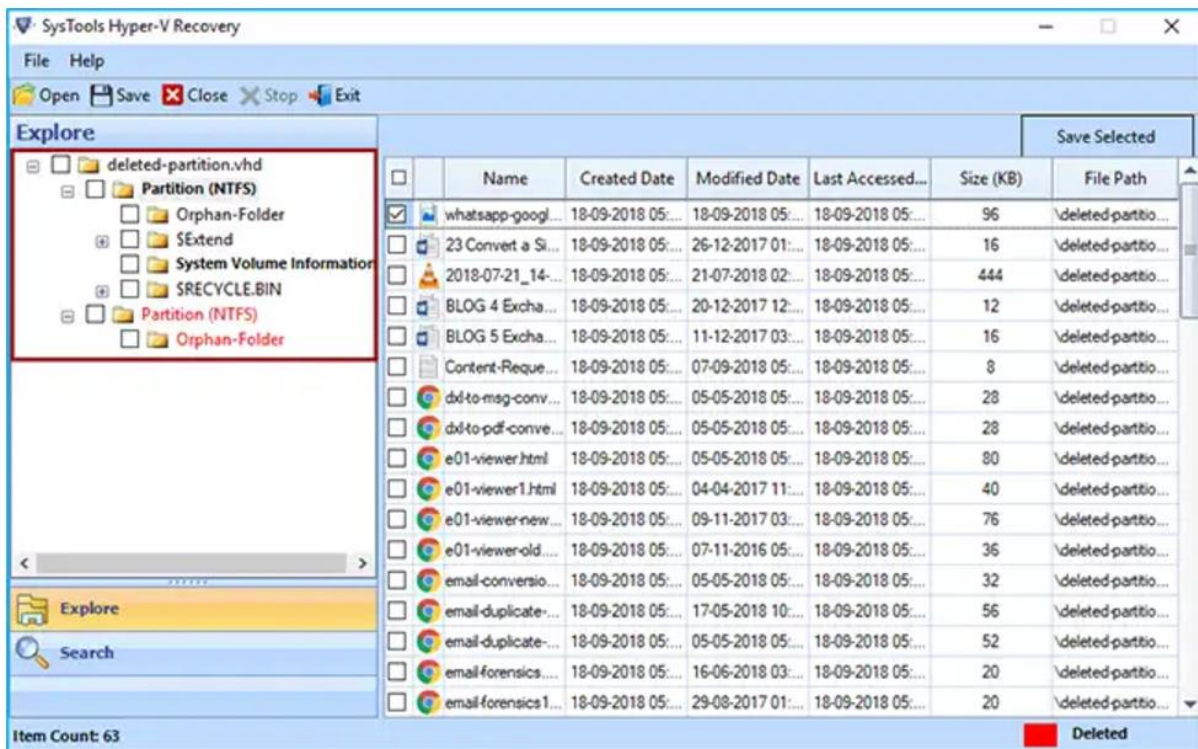 SysTools Hyper-V Recovery
File Help
Open Save Close Stop Exit
Explore
Save Selected
deleted-partition.vhd
Partition (NTFS)
Orphan-Folder
$Extend
System Volume Information
$RECYCLE.BIN
Partition (NTFS)
Orphan-Folder
Name Created Date Modified Date Last Accessed... Size (KB) File Path
whatsapp-googl... 18-09-2018 05:... 18-09-2018 05:... 18-09-2018 05:... 96 \deleted-partitio...
23 Convert a Si... 18-09-2018 05:... 26-12-2017 01:... 18-09-2018 05:... 16 \deleted-partitio...
2018-07-21_14-... 18-09-2018 05:... 21-07-2018 02:... 18-09-2018 05:... 444 \deleted-partitio...
BLOG 4 Excha... 18-09-2018 05:... 20-12-2017 12:... 18-09-2018 05:... 12 \deleted-partitio...
BLOG 5 Excha... 18-09-2018 05:... 11-12-2017 03:... 18-09-2018 05:... 16 \deleted-partitio...
Content-Reque... 18-09-2018 05:... 07-09-2018 05:... 18-09-2018 05:... 8 \deleted-partitio...
dxl-to-msg-conv... 18-09-2018 05:... 05-05-2018 05:... 18-09-2018 05:... 28 \deleted-partitio...
dxl-to-pdf-conve... 18-09-2018 05:... 05-05-2018 05:... 18-09-2018 05:... 28 \deleted-partitio...
e01-viewer.html 18-09-2018 05:... 05-05-2018 05:... 18-09-2018 05:... 80 \deleted-partitio...
e01-viewer1.html 18-09-2018 05:... 04-04-2017 11:... 18-09-2018 05:... 40 \deleted-partitio...
e01-viewer-new... 18-09-2018 05:... 09-11-2017 03:... 18-09-2018 05:... 76 \deleted-partitio...
e01-viewer-old.... 18-09-2018 05:... 07-11-2016 05:... 18-09-2018 05:... 36 \deleted-partitio...
email-conversio... 18-09-2018 05:... 05-05-2018 05:... 18-09-2018 05:... 32 \deleted-partitio...
email-duplicate-... 18-09-2018 05:... 17-05-2018 10:... 18-09-2018 05:... 56 \deleted-partitio...
email-duplicate-... 18-09-2018 05:... 05-05-2018 05:... 18-09-2018 05:... 52 \deleted-partitio...
email-forensics.... 18-09-2018 05:... 16-06-2018 03:... 18-09-2018 05:... 20 \deleted-partitio...
email-forensics1... 18-09-2018 05:... 29-08-2017 01:... 18-09-2018 05:... 20 \deleted-partitio...
Explore
Search
Item Count: 63
Deleted